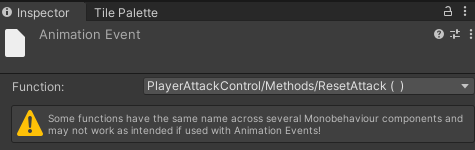 Inspector
Tile Palette
Animation Event
Function:
PlayerAttackControl/Methods/ResetAttack ( )
Some functions have the same name across several Monobehaviour components and
may not work as intended if used with Animation Events!